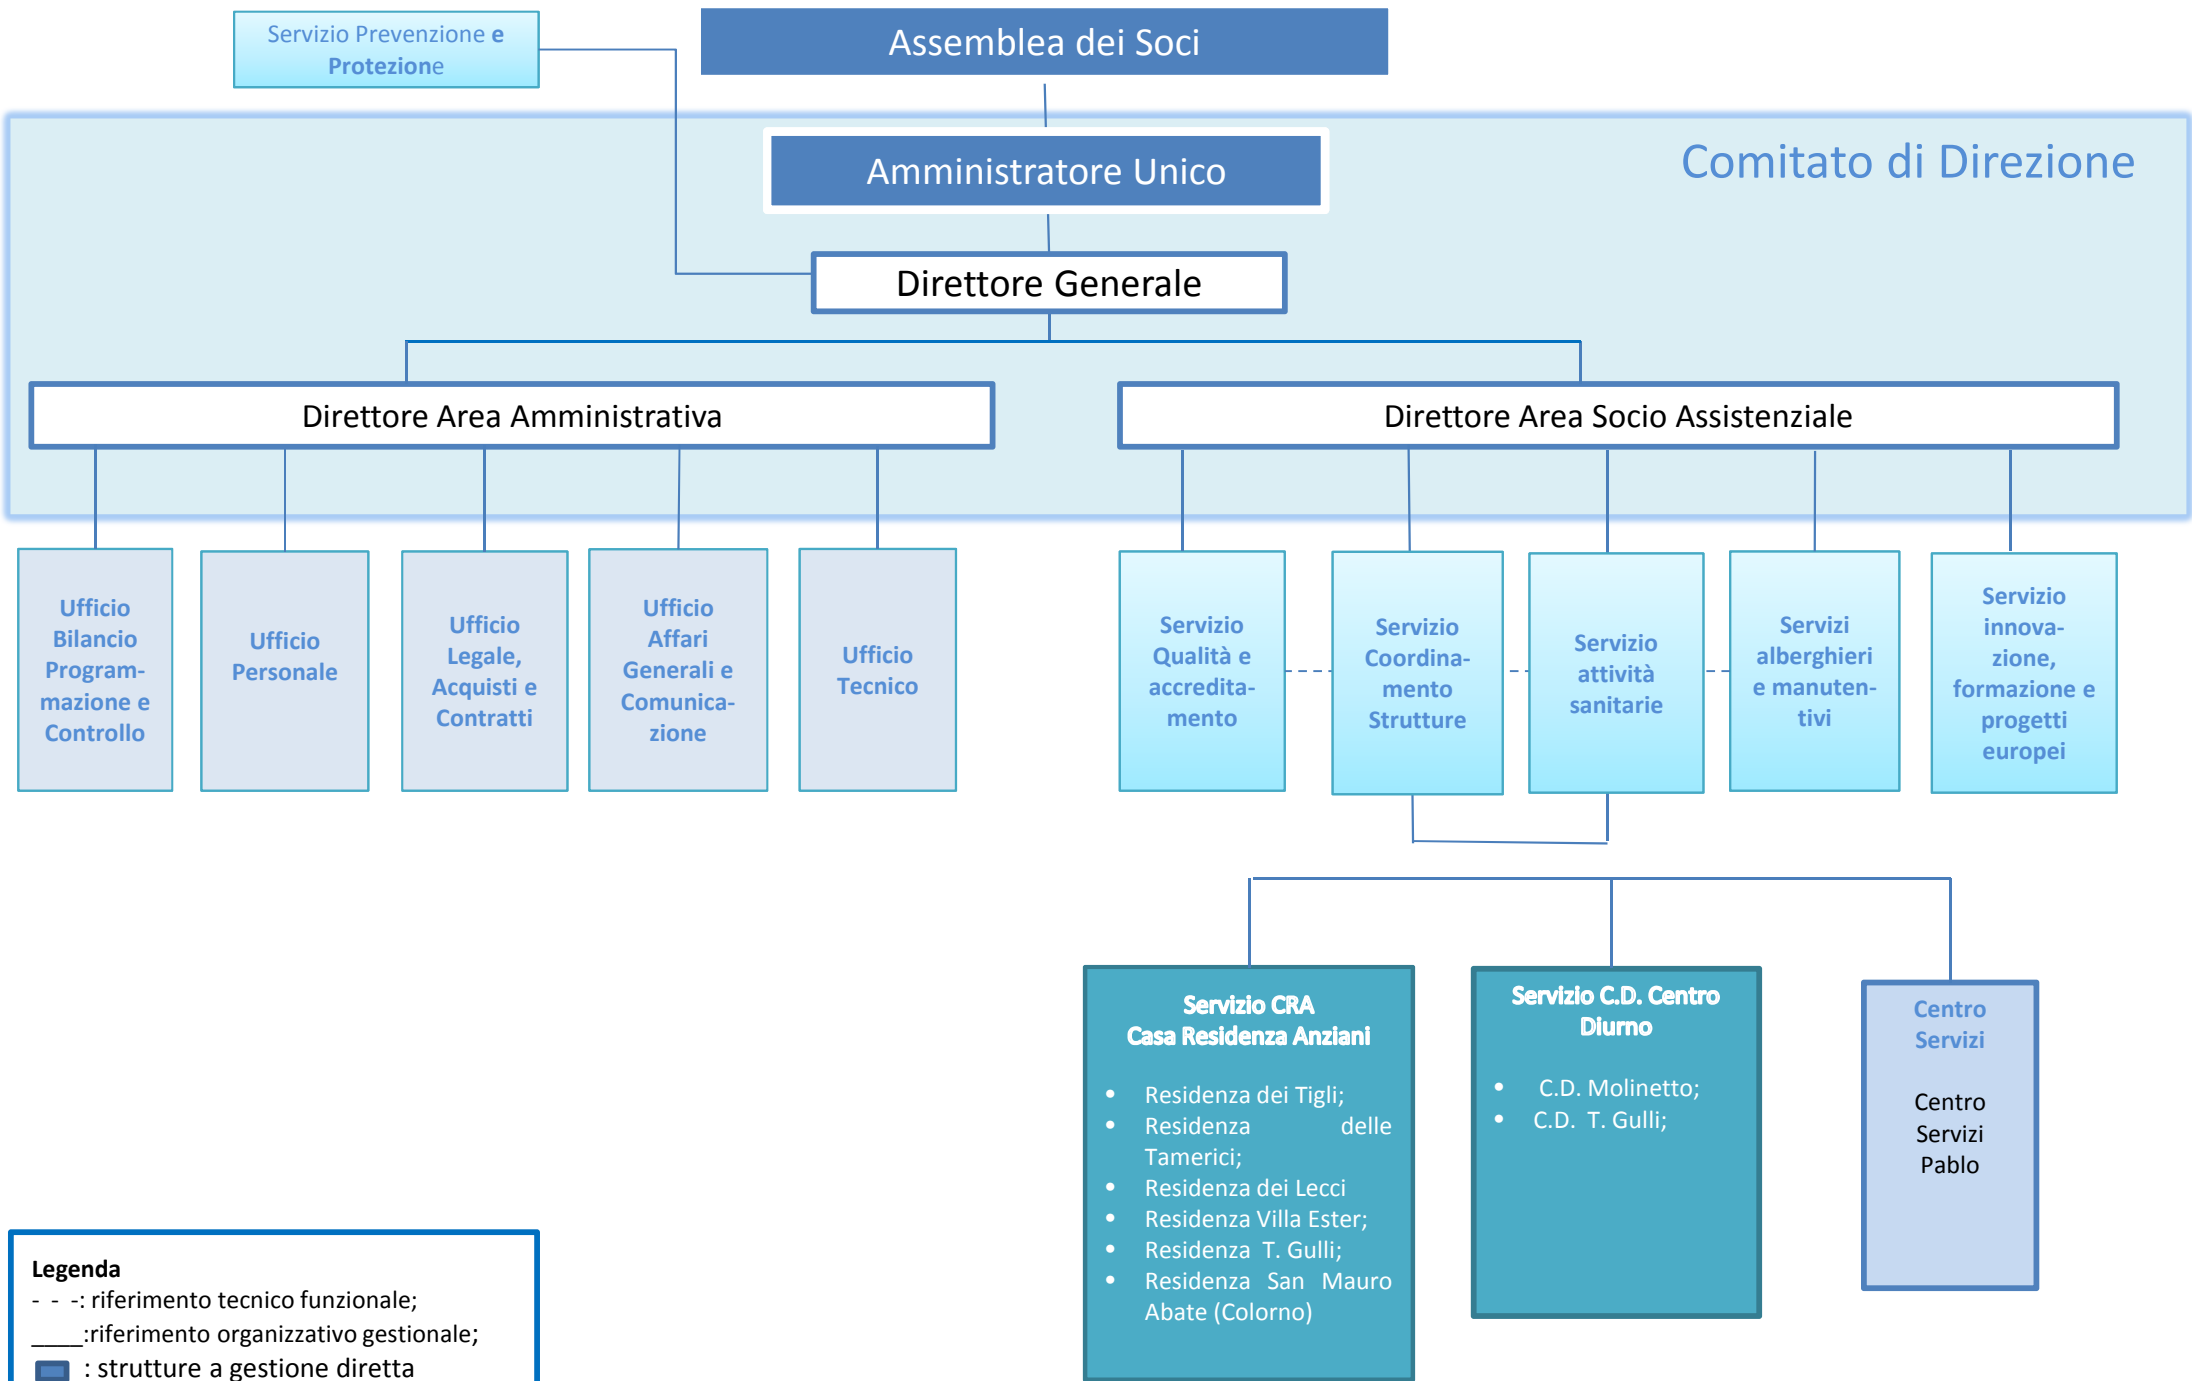 Servizio Prevenzione e
Protezione
Assemblea dei Soci
Comitato di Direzione
Amministratore Unico
Direttore Generale
Direttore Area Amministrativa
Direttore Area Socio Assistenziale
Ufficio
Bilancio
Program-
mazione e
Controllo
Ufficio
Personale
Ufficio
Legale,
Acquisti e
Contratti
Ufficio
Affari
Generali e
Comunica-
zione
Ufficio
Tecnico
Servizio
Qualità e
accredita-
mento
Servizio
Coordina-
mento
Strutture
Servizio
attività
sanitarie
Servizi
alberghieri
e manuten-
tivi
Servizio
innova-
zione,
formazione e
progetti
europei
Servizio CRA
Casa Residenza Anziani
• Residenza dei Tigli;
• Residenza delle
Tamerici;
• Residenza dei Lecci
• Residenza Villa Ester;
• Residenza T. Gulli;
• Residenza San Mauro
Abate (Colorno)
Servizio C.D. Centro
Diurno
• C.D. Molinetto;
• C.D. T. Gulli;
Centro
Servizi
Centro
Servizi
Pablo
Legenda
- - -: riferimento tecnico funzionale;
____:riferimento organizzativo gestionale;
: strutture a gestione diretta